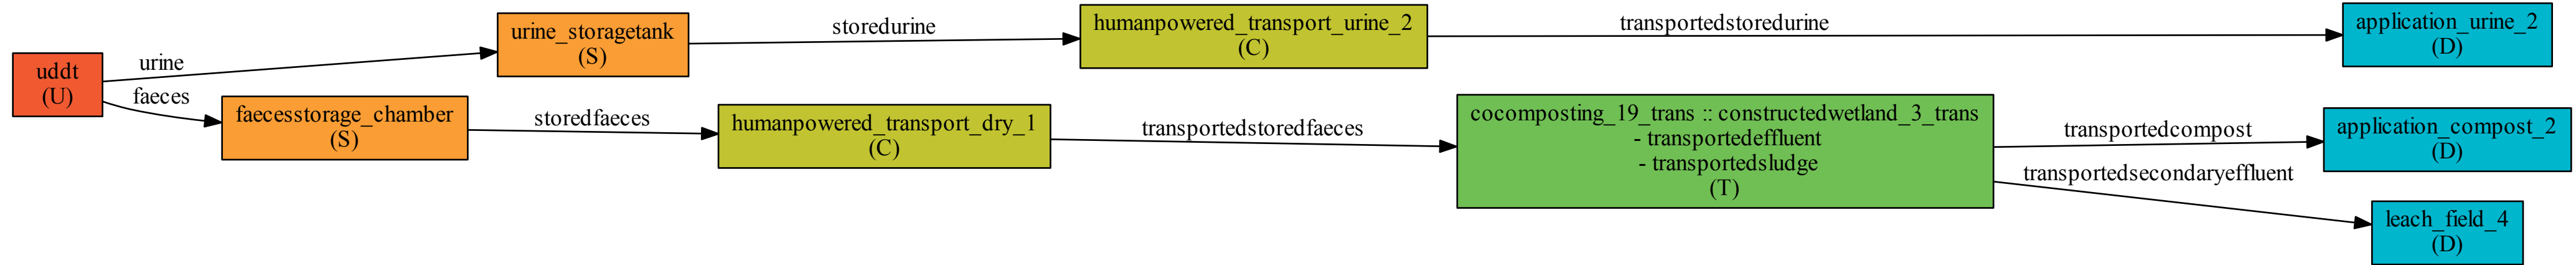 uddt
(U)
urine
faeces
urine_storagetank
(S)
faecesstorage_chamber
(S)
storedurine
storedfaeces
humanpowered_transport_urine_2
(C)
humanpowered_transport_dry_1
(C)
transportedstoredurine
transportedstoredfaeces
cocomposting_19_trans :: constructedwetland_3_trans
- transportedeffluent
- transportedsludge
(T)
transportedcompost
transportedsecondaryeffluent
application_urine_2
(D)
application_compost_2
(D)
leach_field_4
(D)